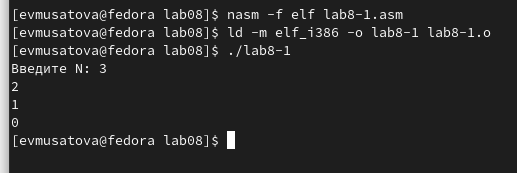 [evmusatova@fedora lab08]$ nasm -f elf lab8-1.asm
[evmusatova@fedora lab08]$ ld -m elf_i386 -o lab8-1 lab8-1.o
[evmusatova@fedora lab08]$ ./lab8-1
Введите N: 3
2
1
0
[evmusatova@fedora lab08]$